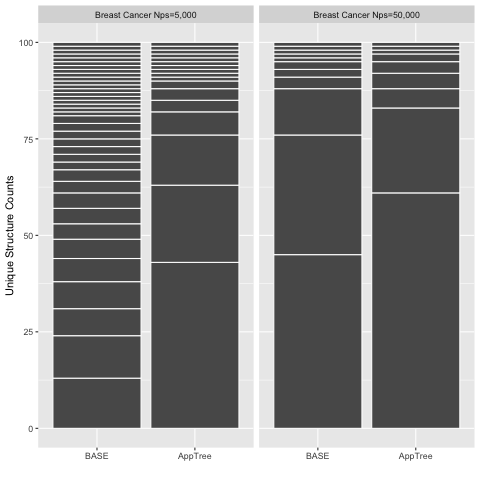 Breast Cancer Nps=5,000
Breast Cancer Nps=50,000
100
75
50
25
0
Unique Structure Counts
BASE
AppTree
BASE
AppTree